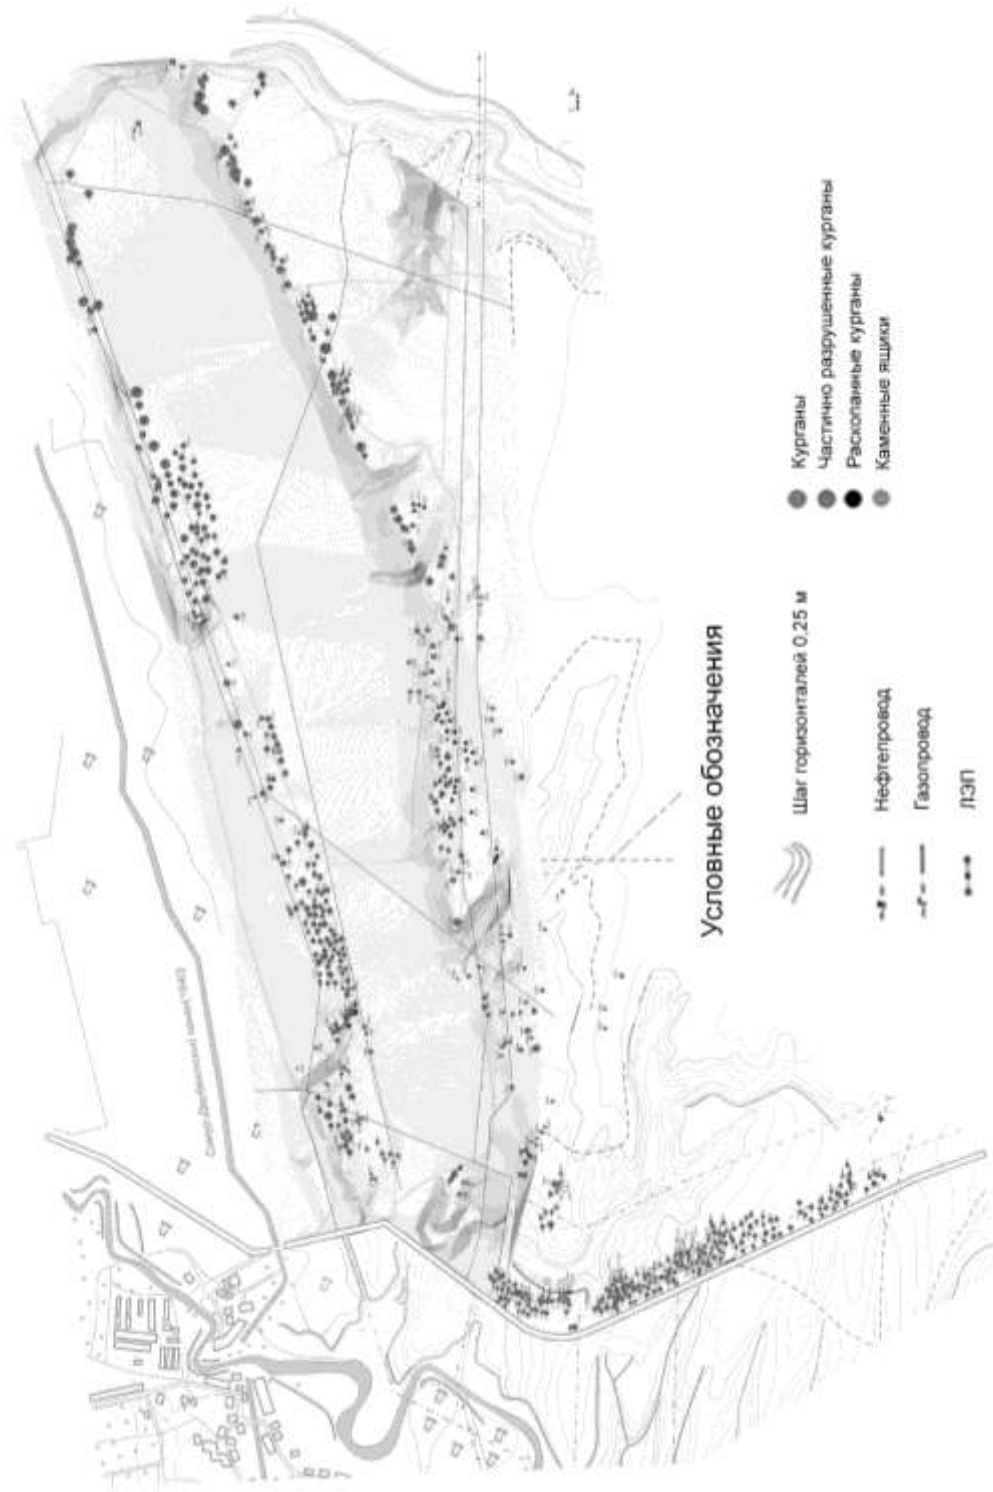 Условные обозначения
Шаг горизонталей 0,25 м
Нефтепровод
Газопровод
ЛЭП
Курганы
Частично разрушенные курганы
Раскопанные курганы
Каменные ящики